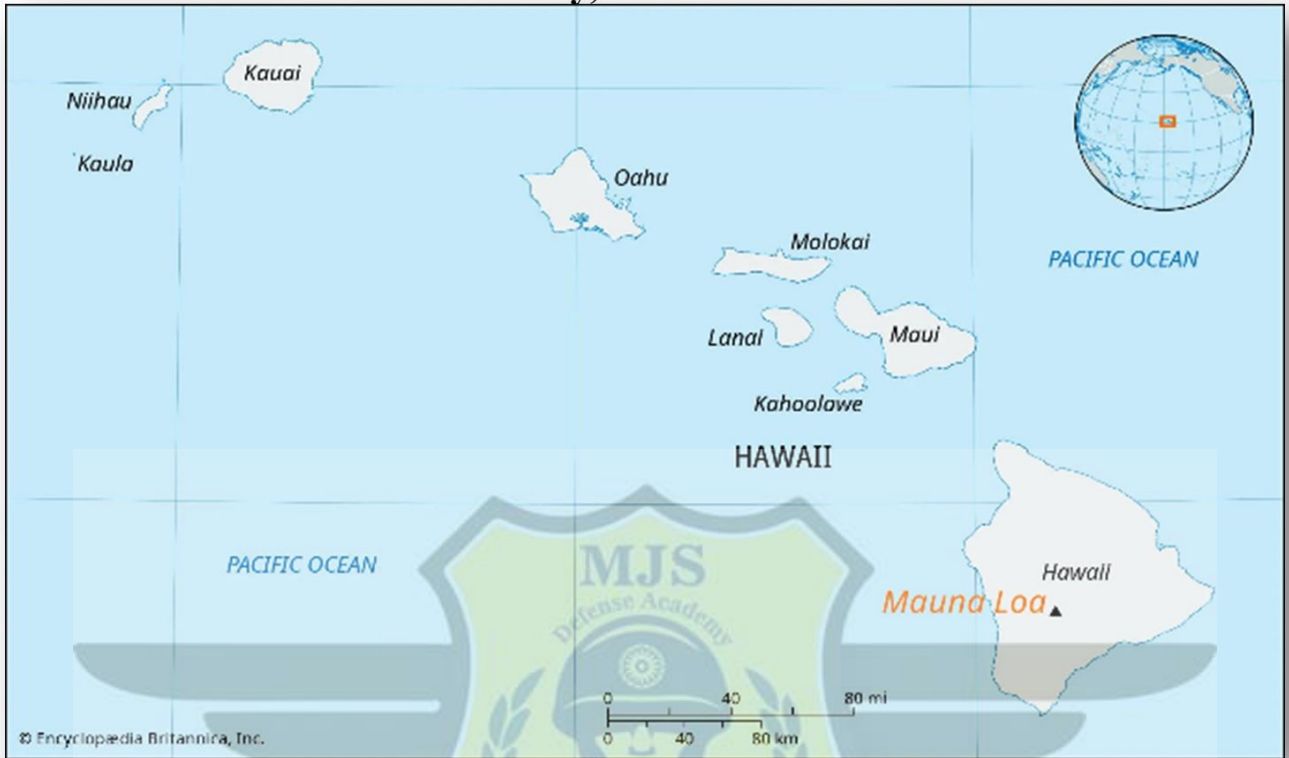 Kauai
Niihau
Kaula
Oahu
Molokai
PACIFIC OCEAN
Lanai
Maui
Kahoolawe
HAWAII
PACIFIC OCEAN
MJS
Defense Academy
Hawaii
Mauna Loa
0 40 80 mi
0 40 80 km
© Encyclopædia Britannica, Inc.